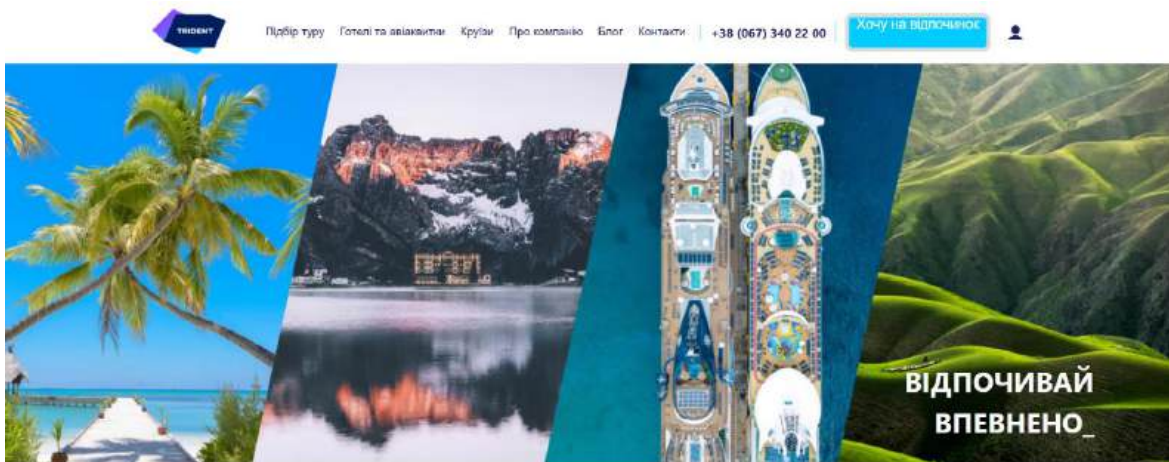 TRIDENT
Підбір туру Готелі та авіаквитки Круїзи Про компанію Блог Контакти +38 (067) 340 22 00 Хочу на відпочинок
ВІДПОЧИВАЙ
ВПЕВНЕНО_